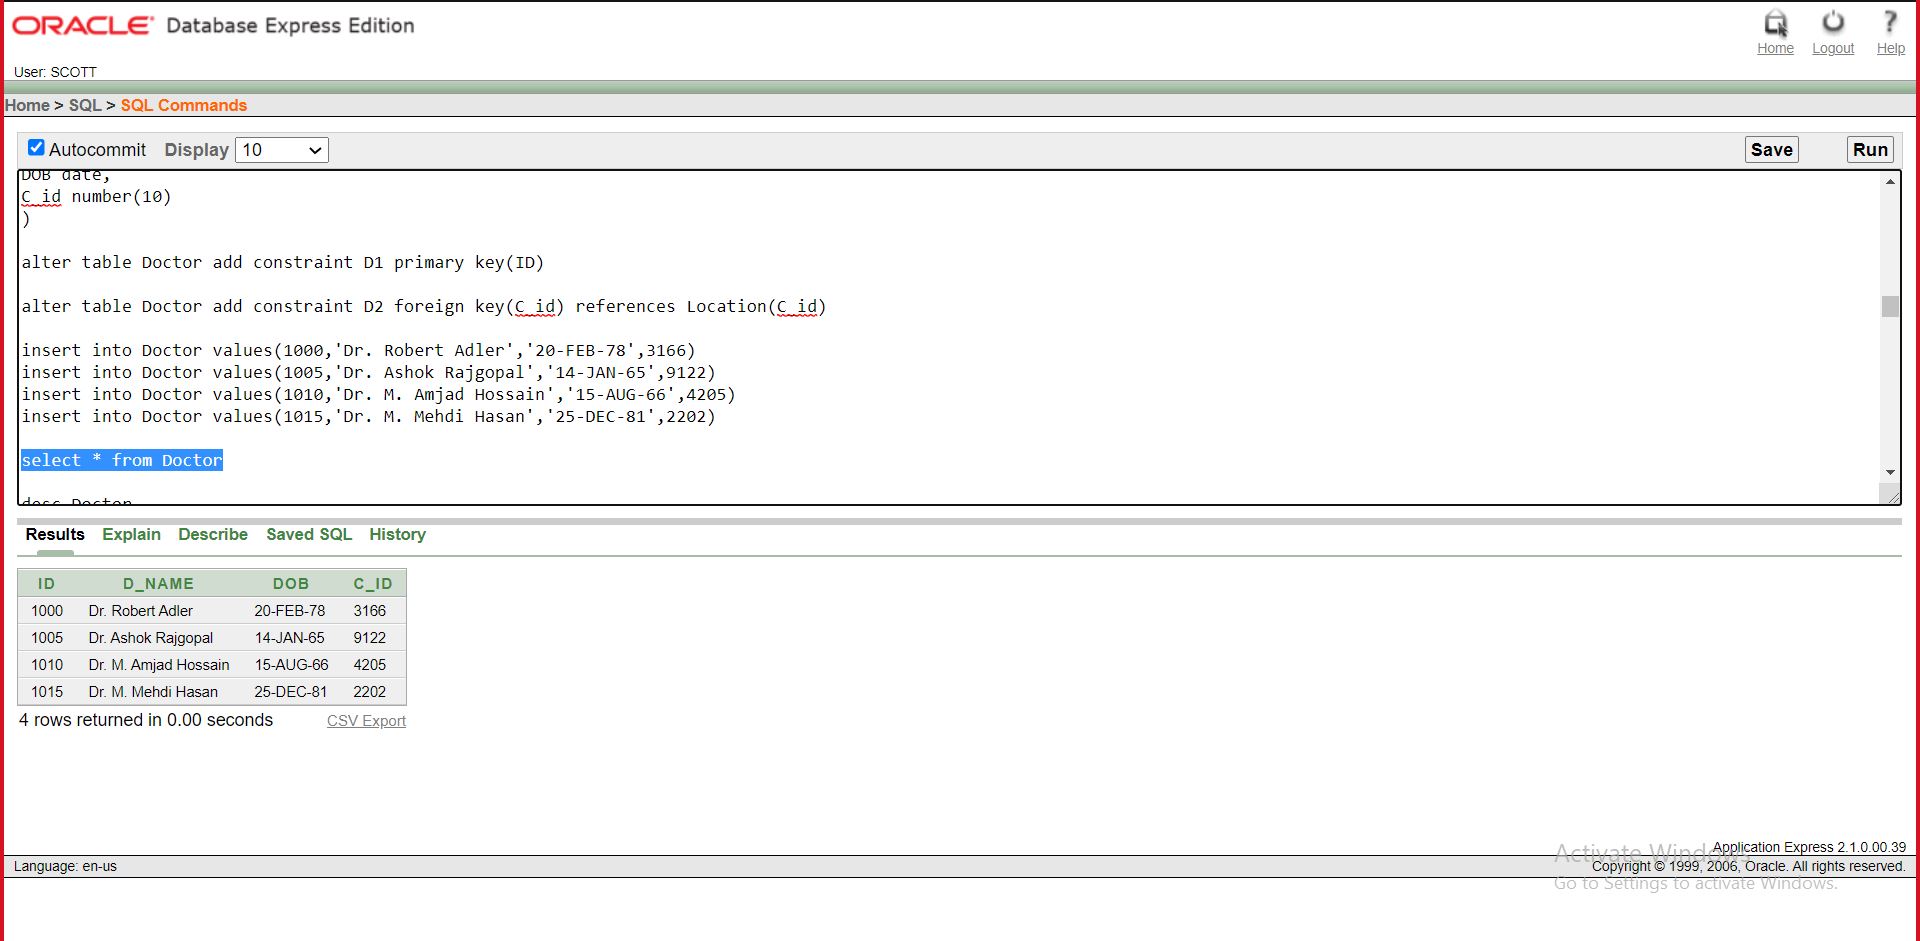 ORACLE® Database Express Edition
Home Logout Help
User: SCOTT
Home > SQL > SQL Commands
Autocommit Display 10 Save Run
DOB date,
C_id number(10)
)
alter table Doctor add constraint D1 primary key(ID)
alter table Doctor add constraint D2 foreign key(C_id) references Location(C_id)
insert into Doctor values(1000,'Dr. Robert Adler','20-FEB-78',3166)
insert into Doctor values(1005,'Dr. Ashok Rajgopal','14-JAN-65',9122)
insert into Doctor values(1010,'Dr. M. Amjad Hossain','15-AUG-66',4205)
insert into Doctor values(1015,'Dr. M. Mehdi Hasan','25-DEC-81',2202)
select * from Doctor
desc Doctor
Results Explain Describe Saved SQL History
ID D_NAME DOB C_ID
1000 Dr. Robert Adler 20-FEB-78 3166
1005 Dr. Ashok Rajgopal 14-JAN-65 9122
1010 Dr. M. Amjad Hossain 15-AUG-66 4205
1015 Dr. M. Mehdi Hasan 25-DEC-81 2202
4 rows returned in 0.00 seconds CSV Export
Application Express 2.1.0.00.39
Activate Windows
Language: en-us Copyright © 1999, 2006, Oracle. All rights reserved.
Go to Settings to activate Windows.